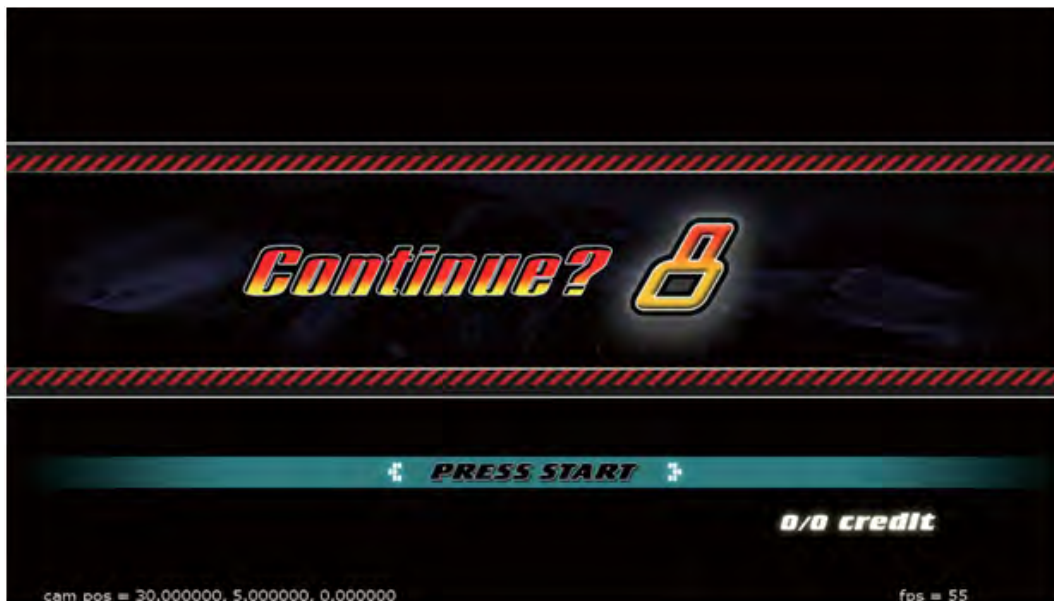 Continue? 8
PRESS START
0/0 credit
cam pos = 30.000000, 5.000000, 0.000000
fps = 55